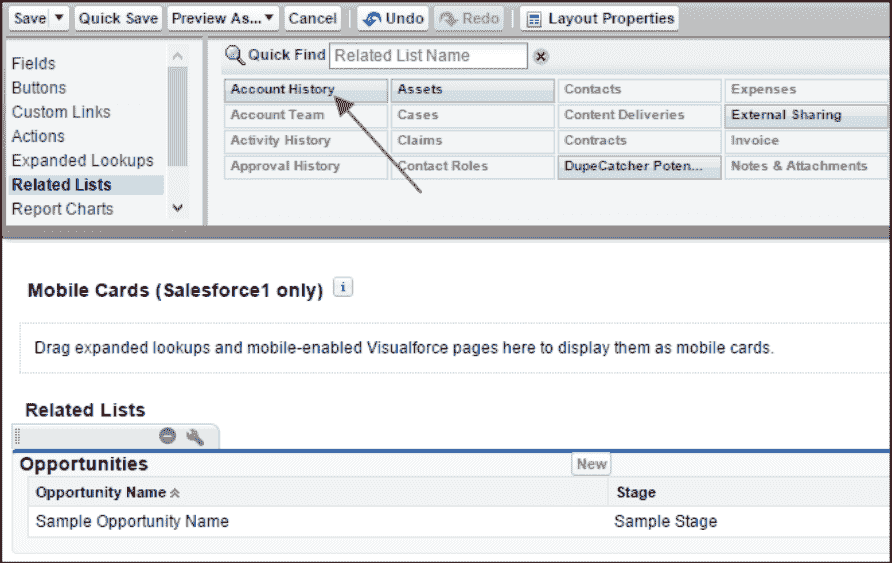 Save Quick Save Preview As... Cancel Undo Redo Layout Properties
Fields
Buttons
Custom Links
Actions
Expanded Lookups
Related Lists
Report Charts
Quick Find Related List Name
Account History Assets Contacts Expenses
Account Team Cases Content Deliveries External Sharing
Activity History Claims Contracts Invoice
Approval History Contact Roles DupeCatcher Poten... Notes & Attachments
Mobile Cards (Salesforce1 only) i
Drag expanded lookups and mobile-enabled Visualforce pages here to display them as mobile cards.
Related Lists
Opportunities New
Opportunity Name Stage
Sample Opportunity Name Sample Stage